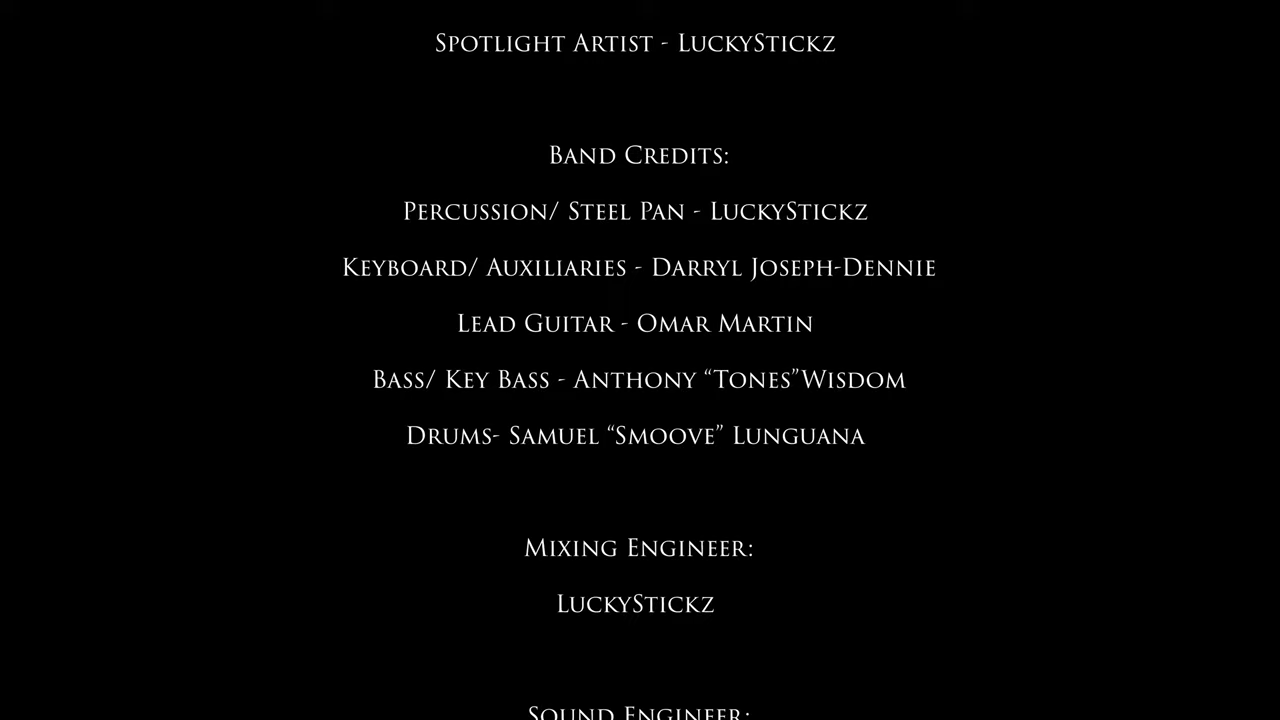 Spotlight Artist - LuckyStickz
Band Credits:
Percussion/ Steel Pan - LuckyStickz
Keyboard/ Auxiliaries - Darryl Joseph-Dennie
Lead Guitar - Omar Martin
Bass/ Key Bass - Anthony “Tones”Wisdom
Drums- Samuel “Smoove” Lunguana
Mixing Engineer:
LuckyStickz
Sound Engineer: